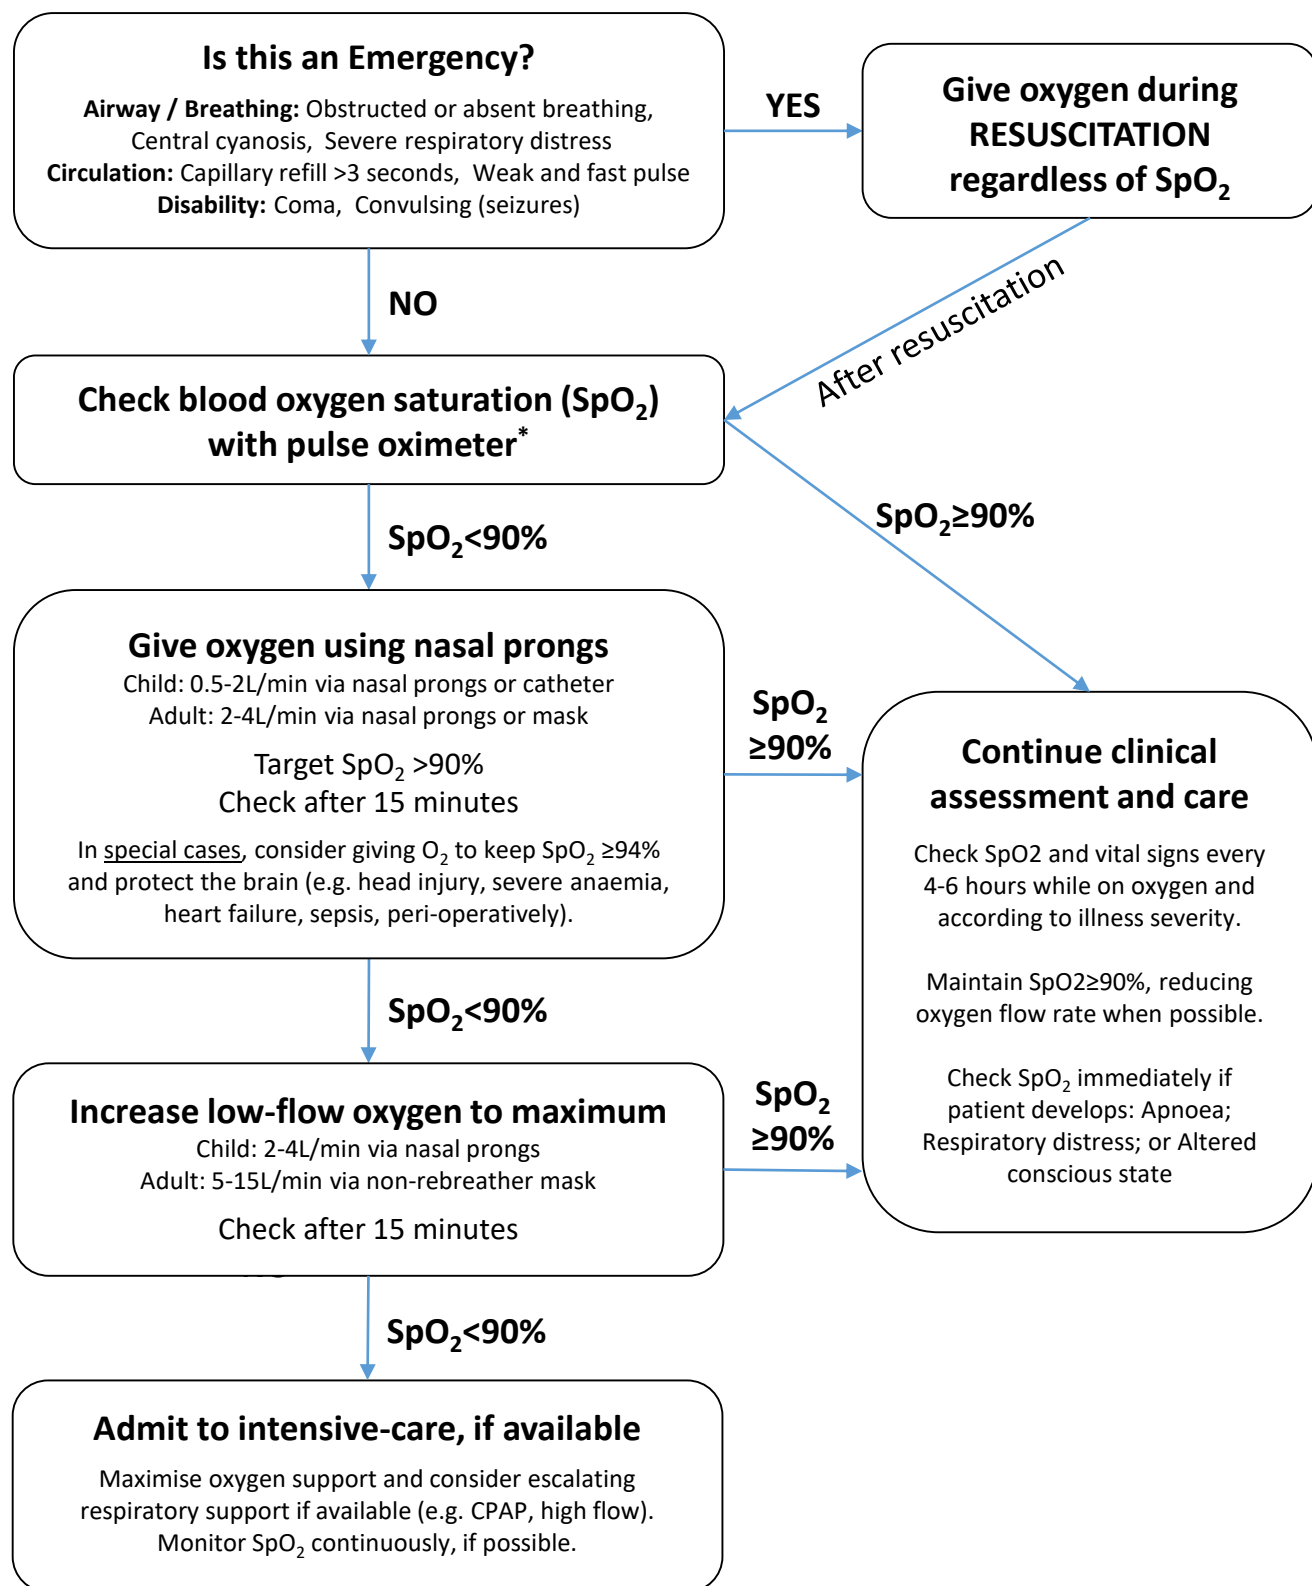 Is this an Emergency?
Airway / Breathing: Obstructed or absent breathing,
Central cyanosis, Severe respiratory distress
Circulation: Capillary refill >3 seconds, Weak and fast pulse
Disability: Coma, Convulsing (seizures)
YES
Give oxygen during
RESUSCITATION
regardless of SpO₂
NO
After resuscitation
Check blood oxygen saturation (SpO₂)
with pulse oximeter*
SpO₂≥90%
SpO₂<90%
Give oxygen using nasal prongs
Child: 0.5-2L/min via nasal prongs or catheter
Adult: 2-4L/min via nasal prongs or mask
Target SpO₂ >90%
Check after 15 minutes
In special cases, consider giving O₂ to keep SpO₂ ≥94%
and protect the brain (e.g. head injury, severe anaemia,
heart failure, sepsis, peri-operatively).
SpO₂
≥90%
Continue clinical
assessment and care
Check SpO2 and vital signs every
4-6 hours while on oxygen and
according to illness severity.
Maintain SpO2≥90%, reducing
oxygen flow rate when possible.
Check SpO₂ immediately if
patient develops: Apnoea;
Respiratory distress; or Altered
conscious state
SpO₂<90%
Increase low-flow oxygen to maximum
Child: 2-4L/min via nasal prongs
Adult: 5-15L/min via non-rebreather mask
Check after 15 minutes
SpO₂
≥90%
SpO₂<90%
Admit to intensive-care, if available
Maximise oxygen support and consider escalating
respiratory support if available (e.g. CPAP, high flow).
Monitor SpO₂ continuously, if possible.